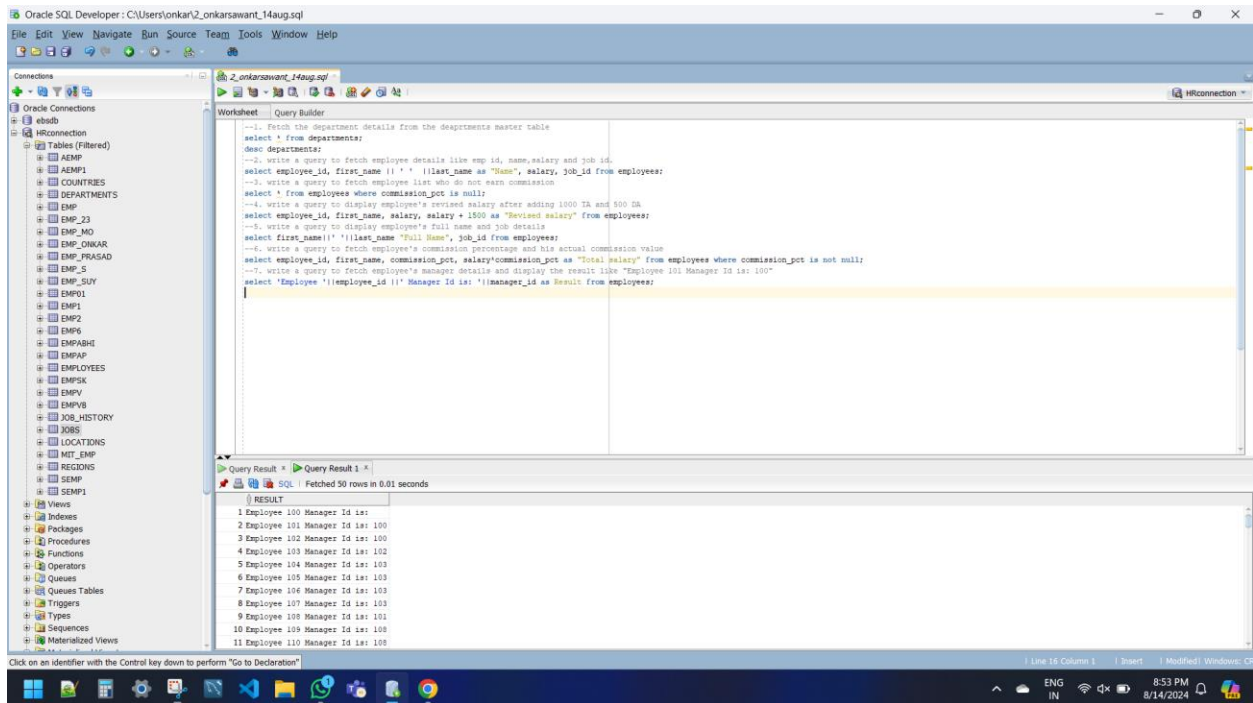 Oracle SQL Developer : C:\Users\onkar\2_onkarsawant_14aug.sql
File Edit View Navigate Run Source Team Tools Window Help
Connections
Oracle Connections
ebsdb
HRconnection
Tables (Filtered)
AEMP
AEMP1
COUNTRIES
DEPARTMENTS
EMP
EMP_23
EMP_MO
EMP_ONKAR
EMP_PRASAD
EMP_S
EMP_SUY
EMP01
EMP1
EMP2
EMP6
EMPABHI
EMPAP
EMPLOYEES
EMPSK
EMPV
EMPVB
JOB_HISTORY
JOBS
LOCATIONS
MIT_EMP
REGIONS
SEMP
SEMP1
Views
Indexes
Packages
Procedures
Functions
Operators
Queues
Queues Tables
Triggers
Types
Sequences
Materialized Views
2_onkarsawant_14aug.sql
HRconnection
Worksheet Query Builder
--1. Fetch the department details from the deaprtments master table
select * from departments;
desc departments;
--2. write a query to fetch employee details like emp id, name,salary and job id.
select employee_id, first_name || ' ' ||last_name as "Name", salary, job_id from employees;
--3. write a query to fetch employee list who do not earn commission
select * from employees where commission_pct is null;
--4. write a query to display employee's revised salary after adding 1000 TA and 500 DA
select employee_id, first_name, salary, salary + 1500 as "Revised salary" from employees;
--5. write a query to display employee's full name and job details
select first_name||' '||last_name "Full Name", job_id from employees;
--6. write a query to fetch employee's commission percentage and his actual commission value
select employee_id, first_name, commission_pct, salary*commission_pct as "Total salary" from employees where commission_pct is not null;
--7. write a query to fetch employee's manager details and display the result like "Employee 101 Manager Id is: 100"
select 'Employee '||employee_id ||' Manager Id is: '||manager_id as Result from employees;
Query Result Query Result 1
SQL | Fetched 50 rows in 0.01 seconds
RESULT
1 Employee 100 Manager Id is:
2 Employee 101 Manager Id is: 100
3 Employee 102 Manager Id is: 100
4 Employee 103 Manager Id is: 102
5 Employee 104 Manager Id is: 103
6 Employee 105 Manager Id is: 103
7 Employee 106 Manager Id is: 103
8 Employee 107 Manager Id is: 103
9 Employee 108 Manager Id is: 101
10 Employee 109 Manager Id is: 108
11 Employee 110 Manager Id is: 108
Click on an identifier with the Control key down to perform "Go to Declaration"
Line 16 Column 1 | Insert | Modified | Windows:
ENG
IN
8:53 PM
8/14/2024